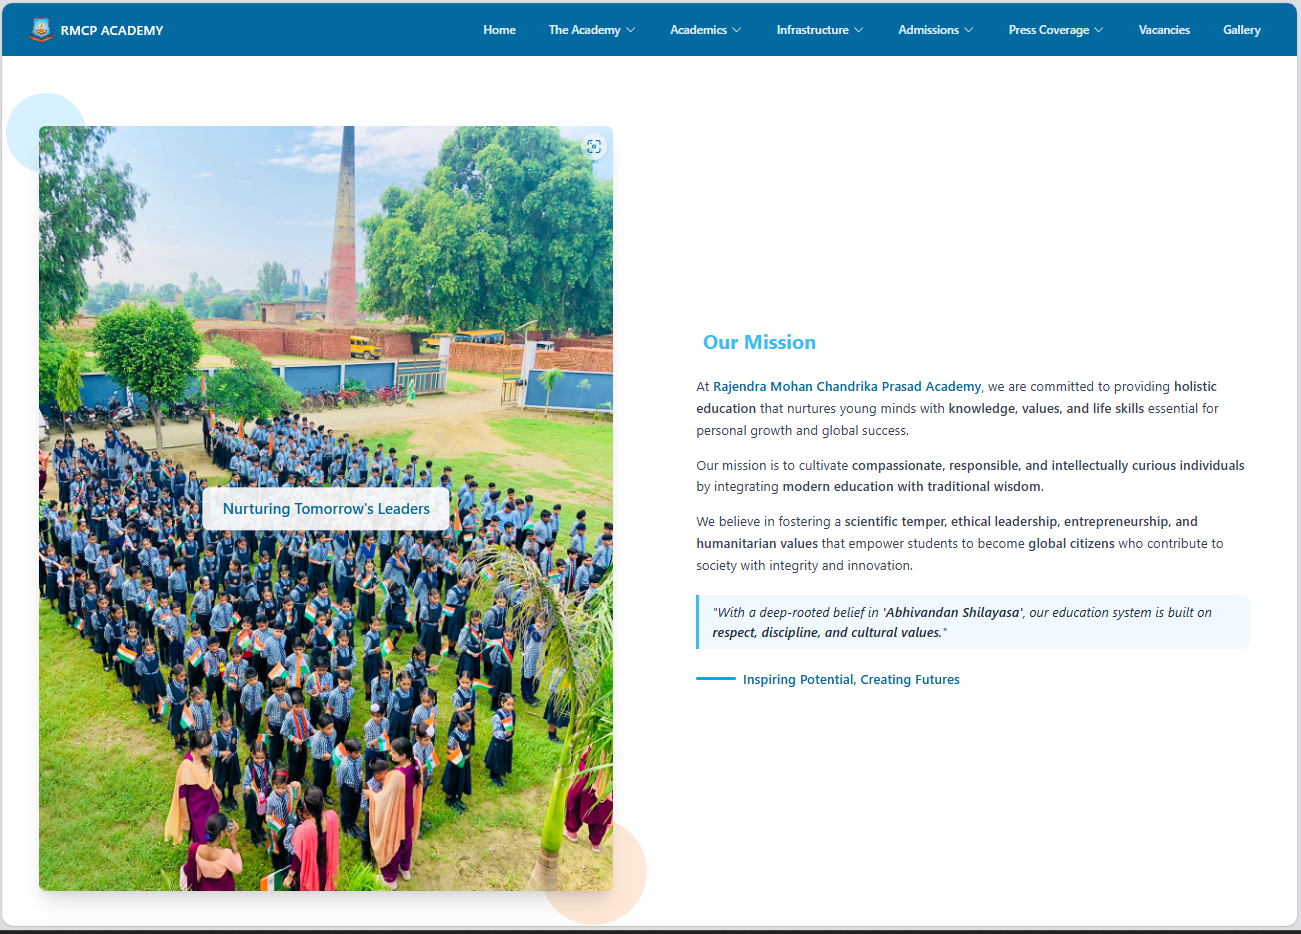 RMCP ACADEMY
Home
The Academy
Academics
Infrastructure
Admissions
Press Coverage
Vacancies
Gallery
Nurturing Tomorrow's Leaders
Our Mission
At Rajendra Mohan Chandrika Prasad Academy, we are committed to providing holistic
education that nurtures young minds with knowledge, values, and life skills essential for
personal growth and global success.
Our mission is to cultivate compassionate, responsible, and intellectually curious individuals
by integrating modern education with traditional wisdom.
We believe in fostering a scientific temper, ethical leadership, entrepreneurship, and
humanitarian values that empower students to become global citizens who contribute to
society with integrity and innovation.
"With a deep-rooted belief in 'Abhivandan Shilayasa', our education system is built on
respect, discipline, and cultural values."
Inspiring Potential, Creating Futures